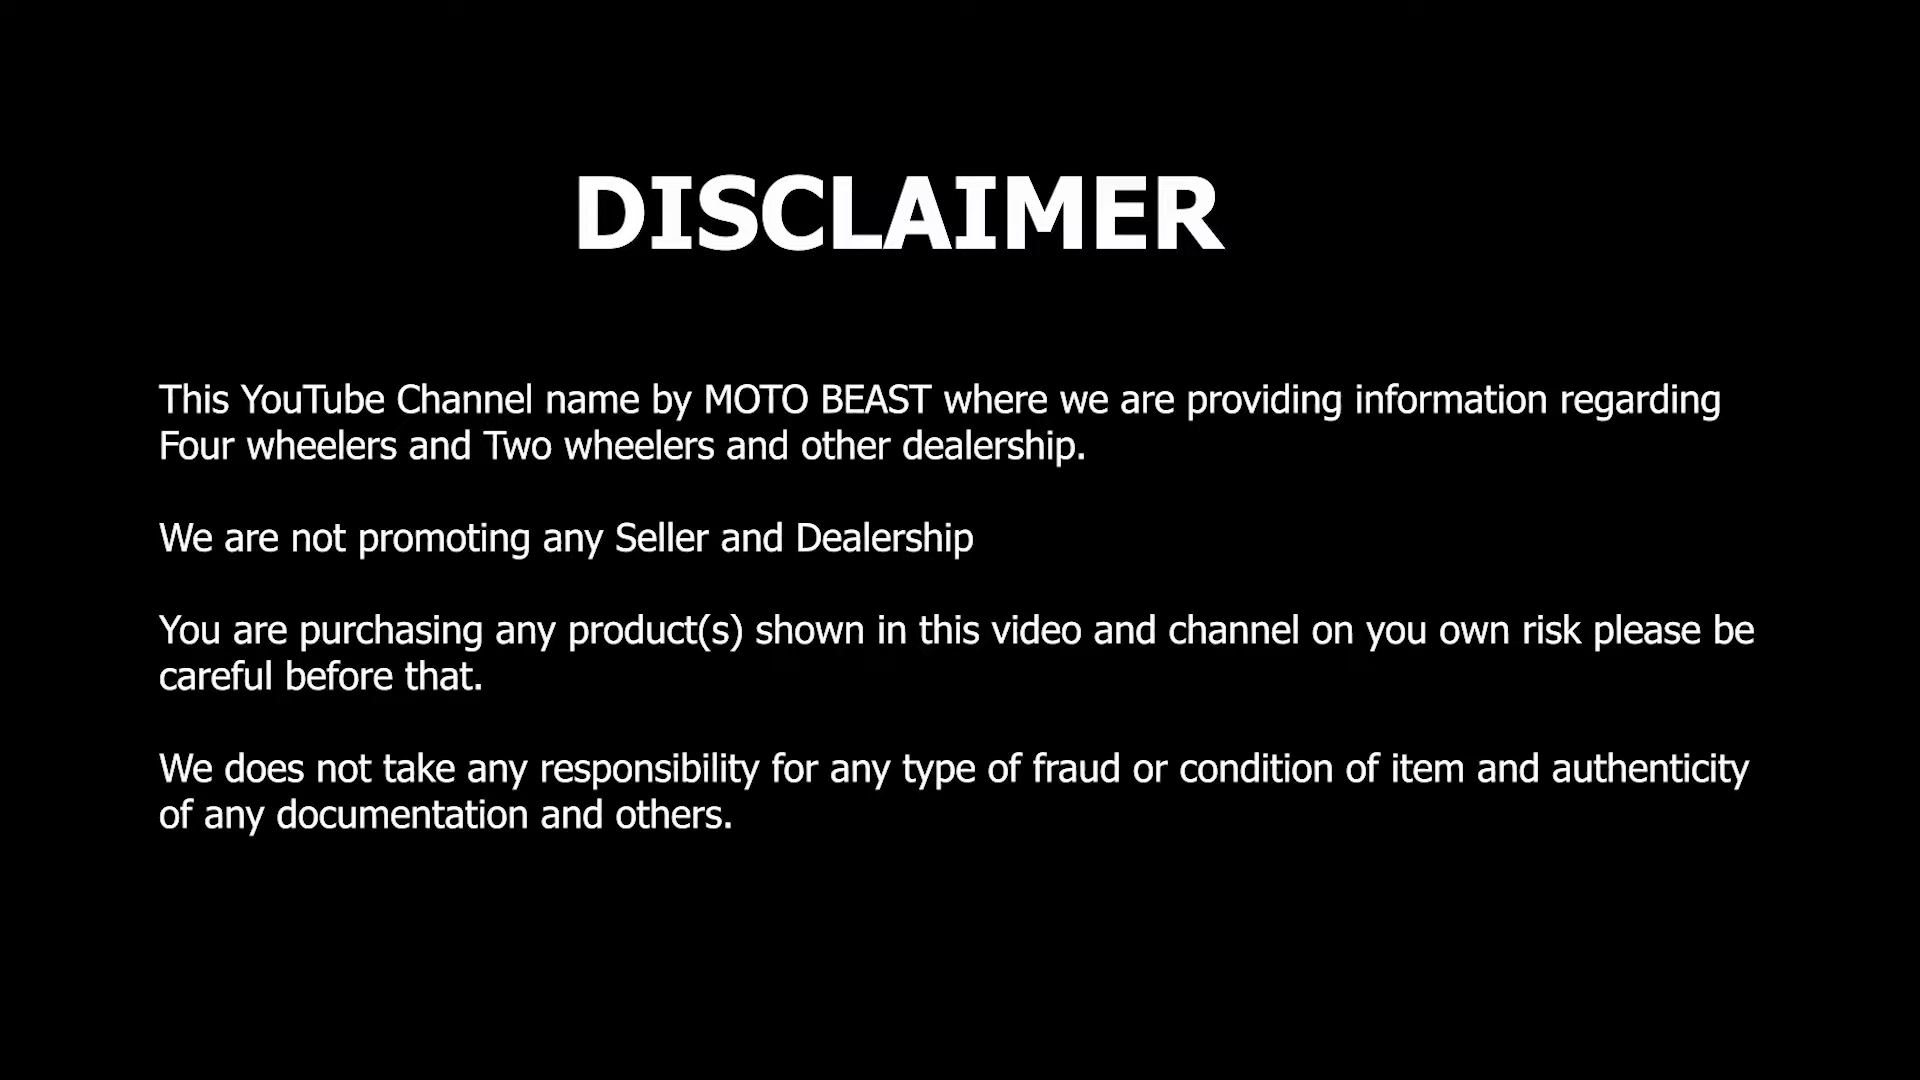 DISCLAIMER
This YouTube Channel name by MOTO BEAST where we are providing information regarding
Four wheelers and Two wheelers and other dealership.
We are not promoting any Seller and Dealership
You are purchasing any product(s) shown in this video and channel on you own risk please be
careful before that.
We does not take any responsibility for any type of fraud or condition of item and authenticity
of any documentation and others.